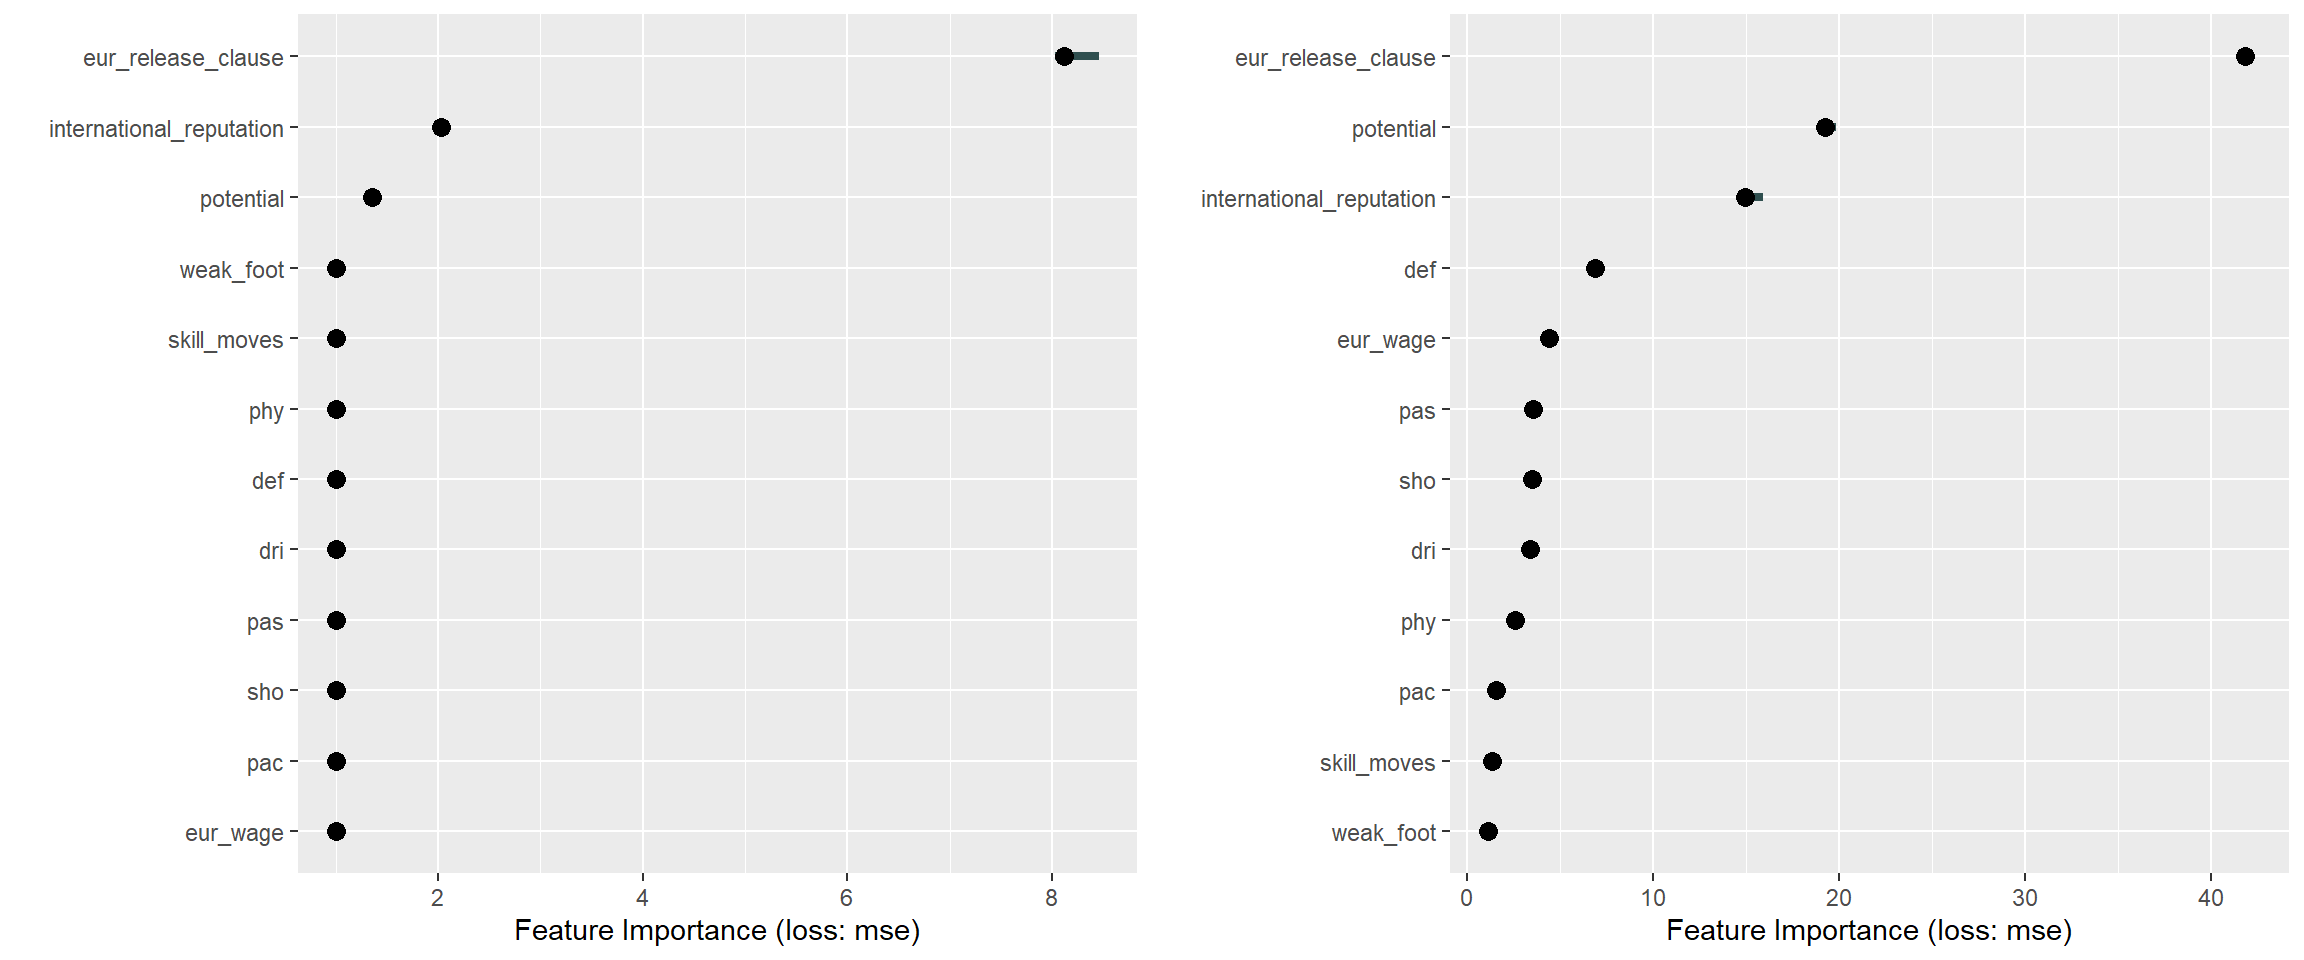 eur_release_clause
international_reputation
potential
weak_foot
skill_moves
phy
def
dri
pas
sho
pac
eur_wage
2 4 6 8
Feature Importance (loss: mse)
eur_release_clause
potential
international_reputation
def
eur_wage
pas
sho
dri
phy
pac
skill_moves
weak_foot
0 10 20 30 40
Feature Importance (loss: mse)